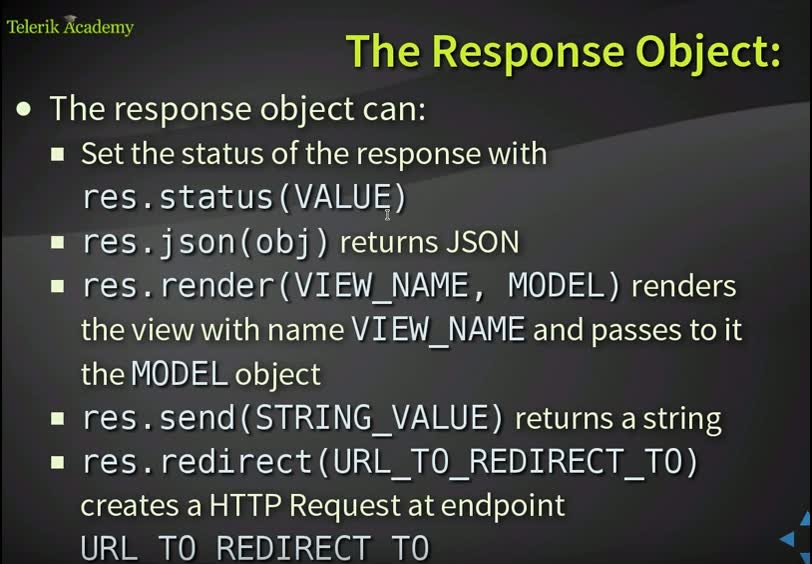 Telerik Academy
The Response Object:
The response object can:
Set the status of the response with
res.status(VALUE)
res.json(obj) returns JSON
res.render(VIEW_NAME, MODEL) renders
the view with name VIEW_NAME and passes to it
the MODEL object
res.send(STRING_VALUE) returns a string
res.redirect(URL_TO_REDIRECT_TO)
creates a HTTP Request at endpoint
URL_TO_REDIRECT_TO